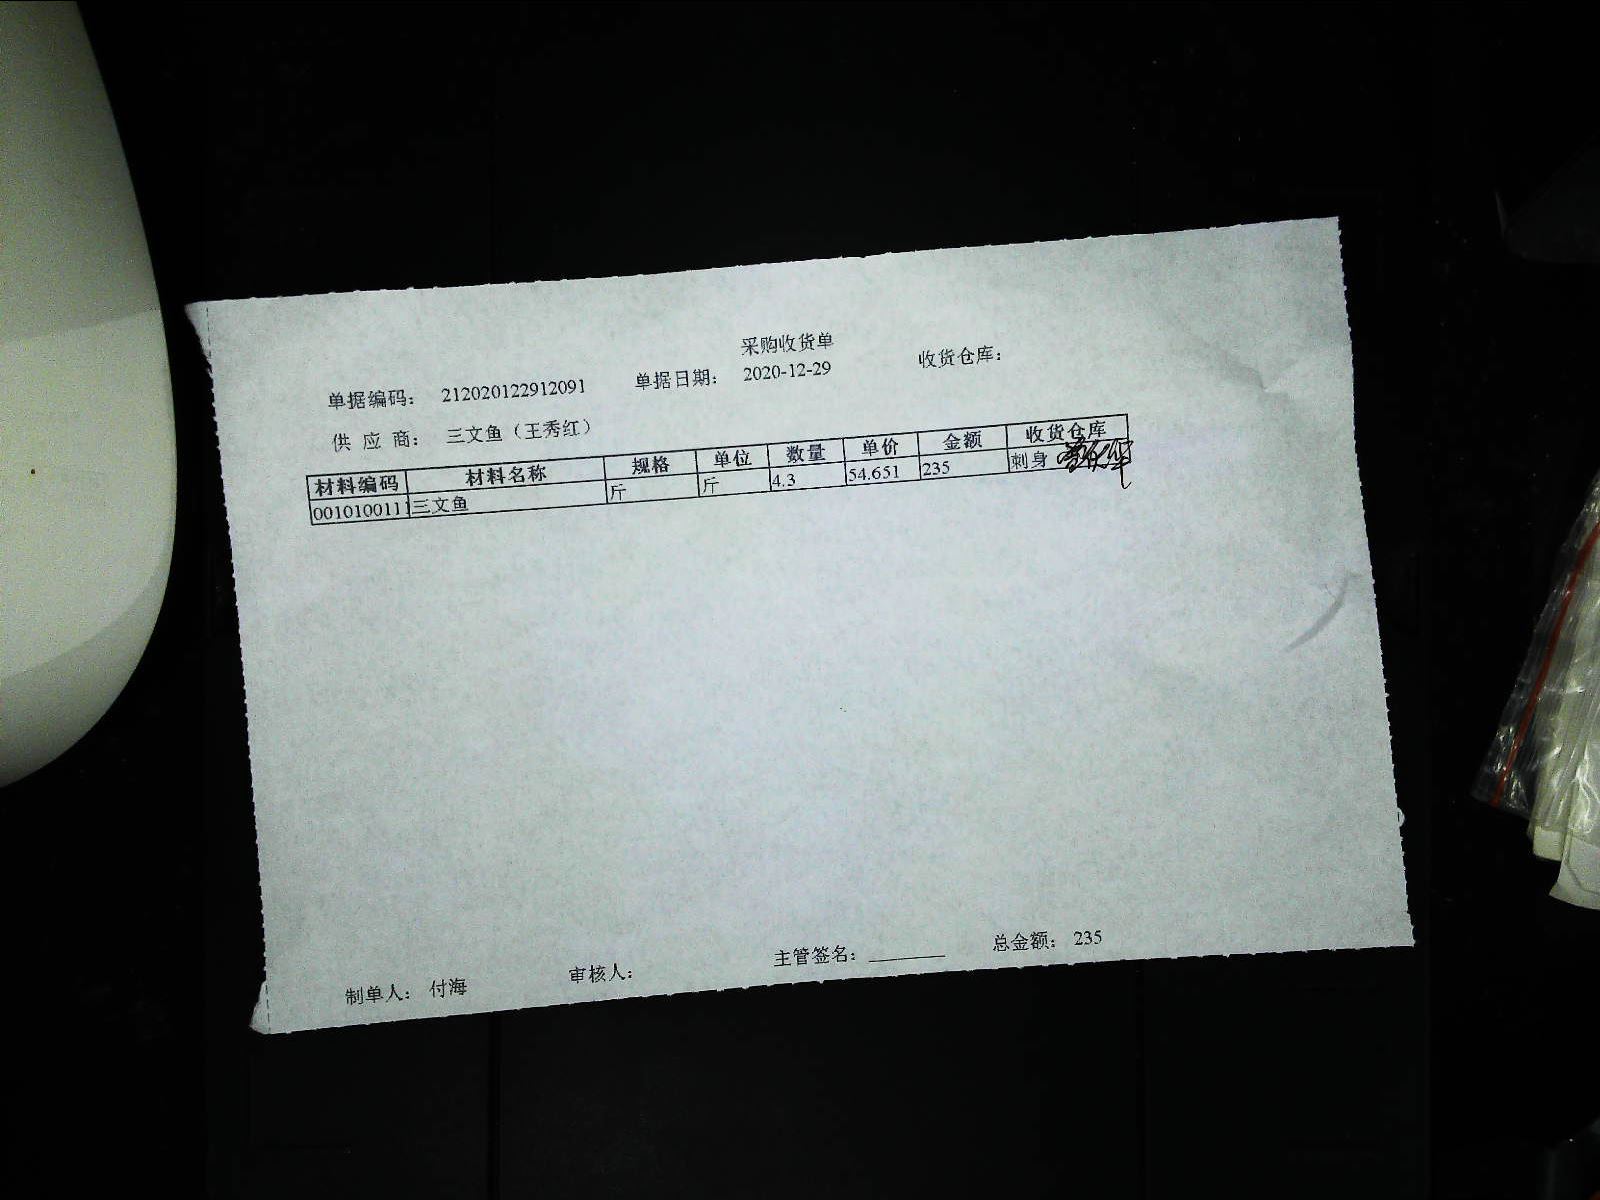 采购收货单
单据编码： 212020122912091 单据日期： 2020-12-29 收货仓库：
供 应 商： 三文鱼（王秀红）
材料编码 材料名称 规格 单位 数量 单价 金额 收货仓库
0010100111 三文鱼 斤 斤 4.3 54.651 235 刺身
制单人： 付海 审核人： 主管签名： 总金额： 235